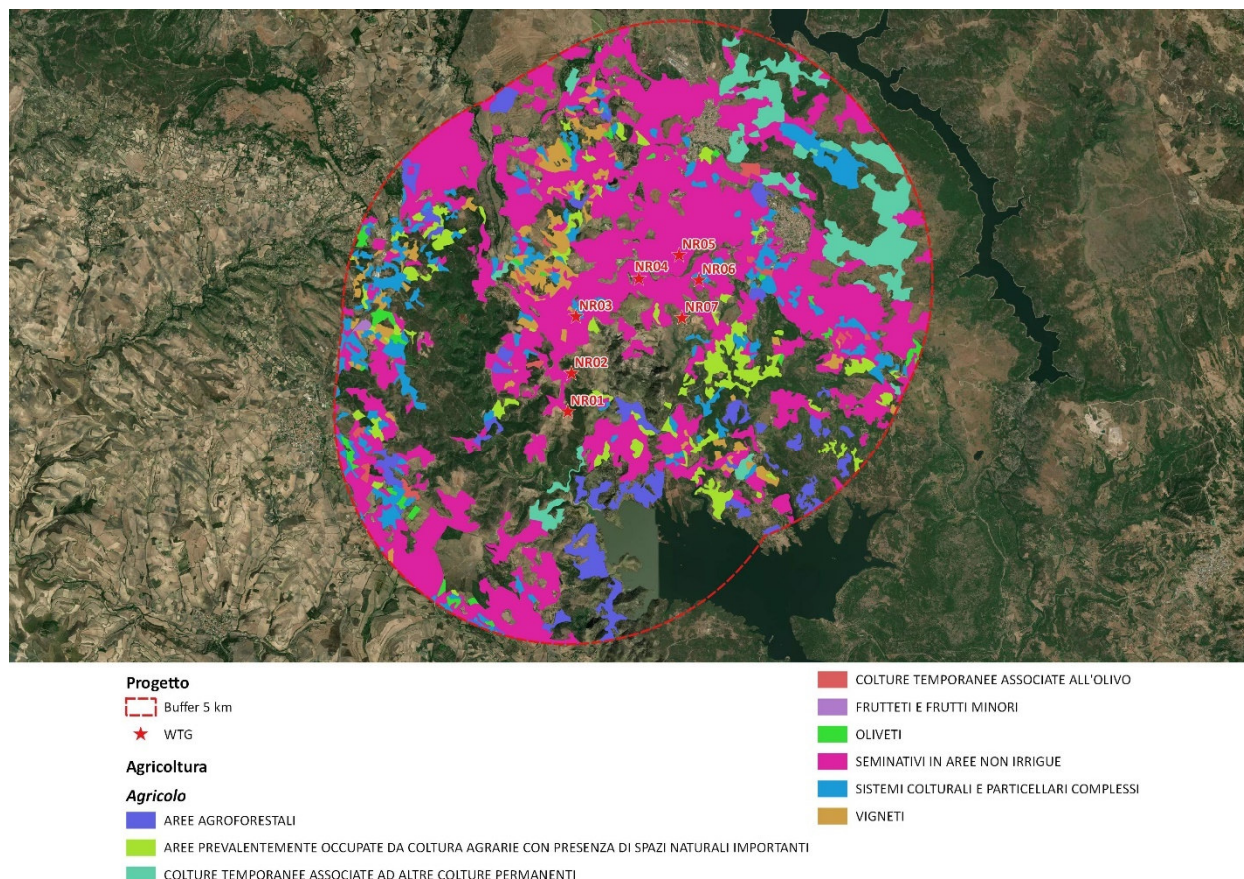 NR05
NR04
NR06
NR03
NR07
NR02
NR01
Progetto
Buffer 5 km
WTG
Agricoltura
Agricolo
AREE AGROFORESTALI
AREE PREVALENTEMENTE OCCUPATE DA COLTURA AGRARIE CON PRESENZA DI SPAZI NATURALI IMPORTANTI
COLTURE TEMPORANEE ASSOCIATE AD ALTRE COLTURE PERMANENTI
COLTURE TEMPORANEE ASSOCIATE ALL'OLIVO
FRUTTETI E FRUTTI MINORI
OLIVETI
SEMINATIVI IN AREE NON IRRIGUE
SISTEMI COLTURALI E PARTICELLARI COMPLESSI
VIGNETI